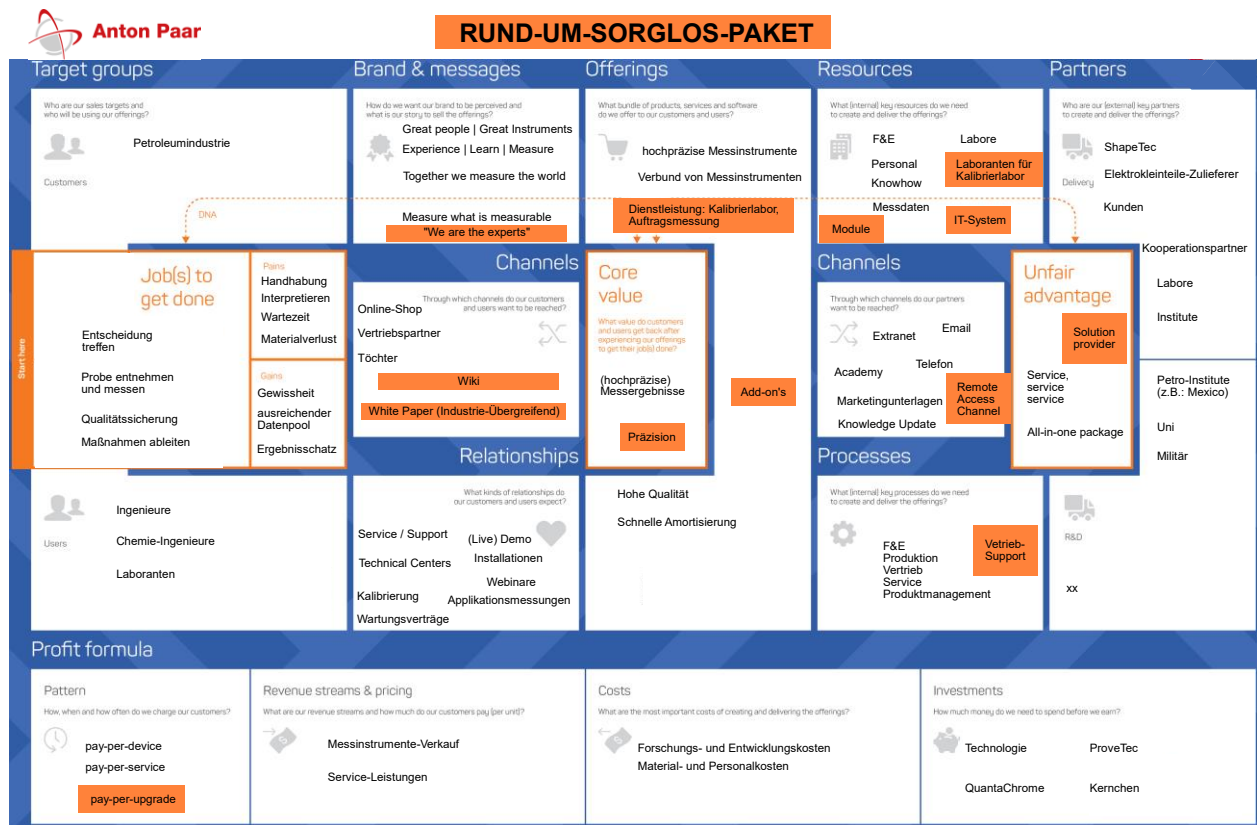 Anton Paar
RUND-UM-SORGLOS-PAKET
Target groups
Who are our sales targets and
who will be using our offerings?
Petroleumindustrie
Customers
DNA
Brand & messages
How do we want our brand to be perceived and
what is our story to sell the offerings?
Great people | Great Instruments
Experience | Learn | Measure
Together we measure the world
Measure what is measurable
"We are the experts"
Offerings
What bundle of products, services and software
do we offer to our customers and users?
hochpräzise Messinstrumente
Verbund von Messinstrumenten
Dienstleistung: Kalibrierlabor,
Auftragsmessung
Resources
What (internal) key resources do we need
to create and deliver the offerings?
F&E
Labore
Personal
Knowhow
Laboranten für
Kalibrierlabor
Messdaten
IT-System
Module
Partners
Who are our (external) key partners
to create and deliver the offerings?
ShapeTec
Delivery
Elektrokleinteile-Zulieferer
Kunden
Kooperationspartner
Labore
Institute
Petro-Institute
(z.B.: Mexico)
Uni
Militär
R&D
xx
Start here
Job(s) to
get done
Entscheidung
treffen
Probe entnehmen
und messen
Qualitätssicherung
Maßnahmen ableiten
Pains
Handhabung
Interpretieren
Wartezeit
Materialverlust
Gains
Gewissheit
ausreichender
Datenpool
Ergebnisschatz
Channels
Through which channels do our customers
and users want to be reached?
Online-Shop
Vertriebspartner
Töchter
Wiki
White Paper (Industrie-Übergreifend)
Core
value
What value do customers
and users get back after
experiencing our offerings
to get their job(s) done?
(hochpräzise)
Messergebnisse
Präzision
Add-on's
Hohe Qualität
Schnelle Amortisierung
Channels
Through which channels do our partners
want to be reached?
Extranet
Email
Academy
Telefon
Marketingunterlagen
Remote
Access
Channel
Knowledge Update
Unfair
advantage
Solution
provider
Service,
service
service
All-in-one package
Users
Ingenieure
Chemie-Ingenieure
Laboranten
Relationships
What kinds of relationships do
our customers and users expect?
Service / Support
(Live) Demo
Technical Centers
Installationen
Webinare
Kalibrierung
Applikationsmessungen
Wartungsverträge
Processes
What (internal) key processes do we need
to create and deliver the offerings?
F&E
Produktion
Vertrieb
Service
Produktmanagement
Vetrieb-
Support
Profit formula
Pattern
How, when and how often do we charge our customers?
pay-per-device
pay-per-service
pay-per-upgrade
Revenue streams & pricing
What are our revenue streams and how much do our customers pay (per unit)?
Messinstrumente-Verkauf
Service-Leistungen
Costs
What are the most important costs of creating and delivering the offerings?
Forschungs- und Entwicklungskosten
Material- und Personalkosten
Investments
How much money do we need to spend before we earn?
Technologie
ProveTec
QuantaChrome
Kernchen